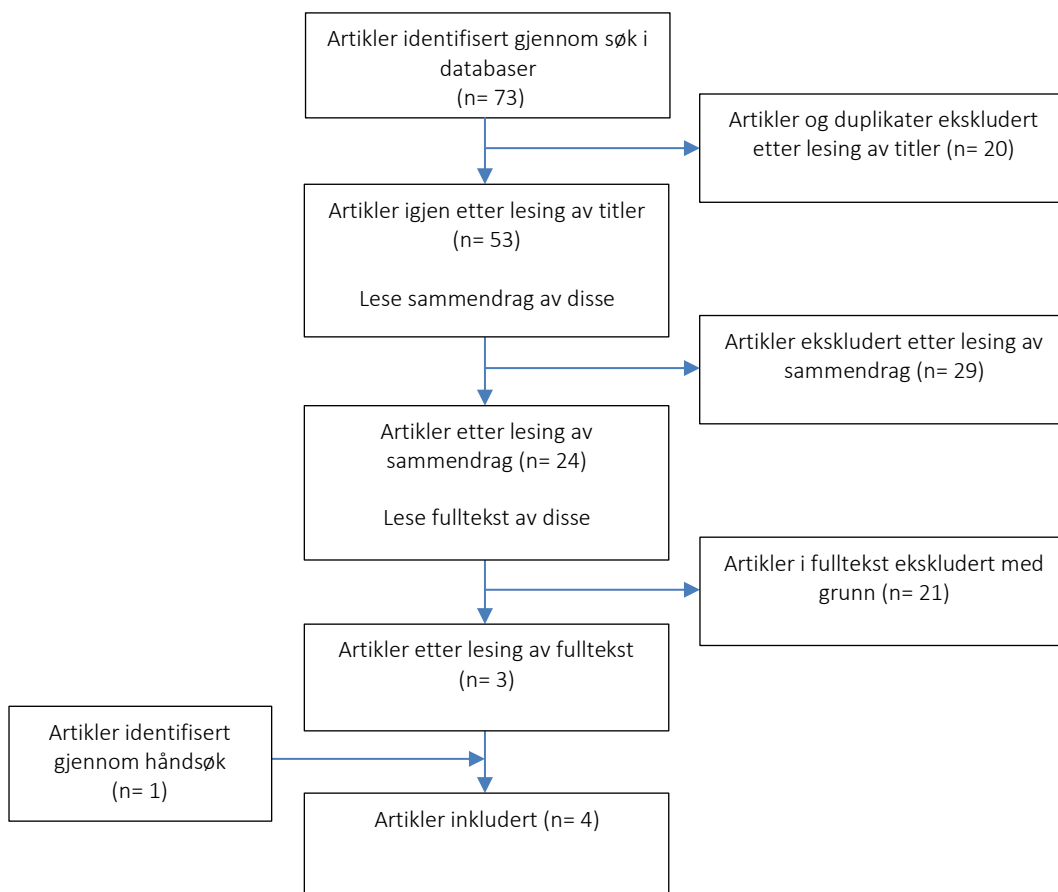 Artikler identifisert gjennom søk i
databaser
(n= 73)
Artikler og duplikater ekskludert
etter lesing av titler (n= 20)
Artikler igjen etter lesing av titler
(n= 53)
Lese sammendrag av disse
Artikler ekskludert etter lesing av
sammendrag (n= 29)
Artikler etter lesing av
sammendrag (n= 24)
Lese fulltekst av disse
Artikler i fulltekst ekskludert med
grunn (n= 21)
Artikler etter lesing av fulltekst
(n= 3)
Artikler identifisert
gjennom håndsøk
(n= 1)
Artikler inkludert (n= 4)